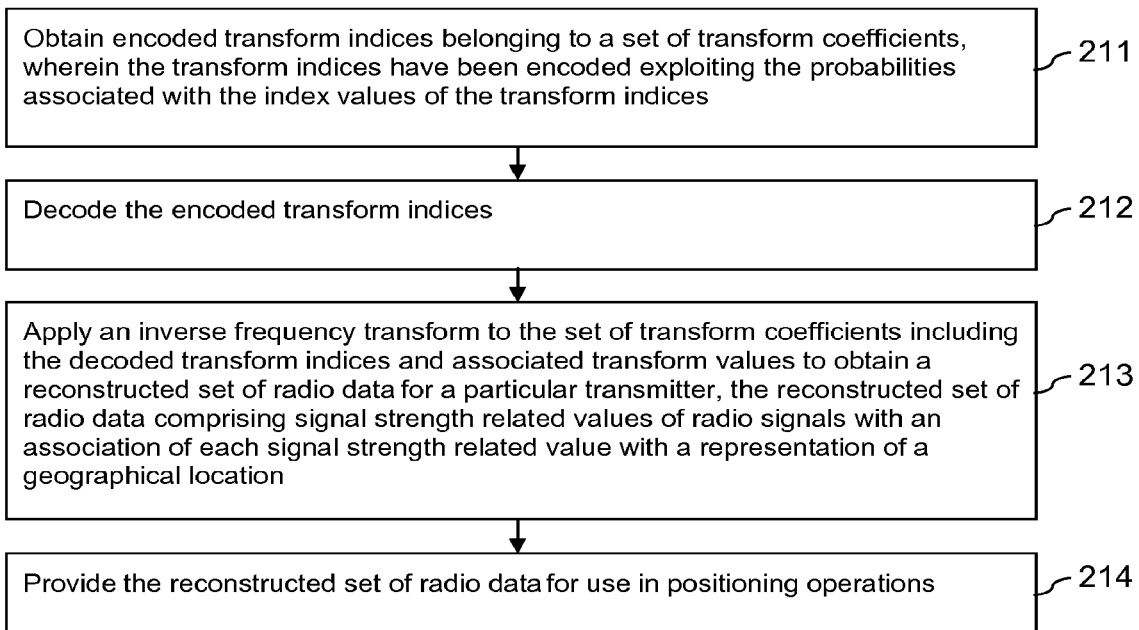 Obtain encoded transform indices belonging to a set of transform coefficients,
wherein the transform indices have been encoded exploiting the probabilities
associated with the index values of the transform indices
211
Decode the encoded transform indices
212
Apply an inverse frequency transform to the set of transform coefficients including
the decoded transform indices and associated transform values to obtain a
reconstructed set of radio data for a particular transmitter, the reconstructed set of
radio data comprising signal strength related values of radio signals with an
association of each signal strength related value with a representation of a
geographical location
213
Provide the reconstructed set of radio data for use in positioning operations
214